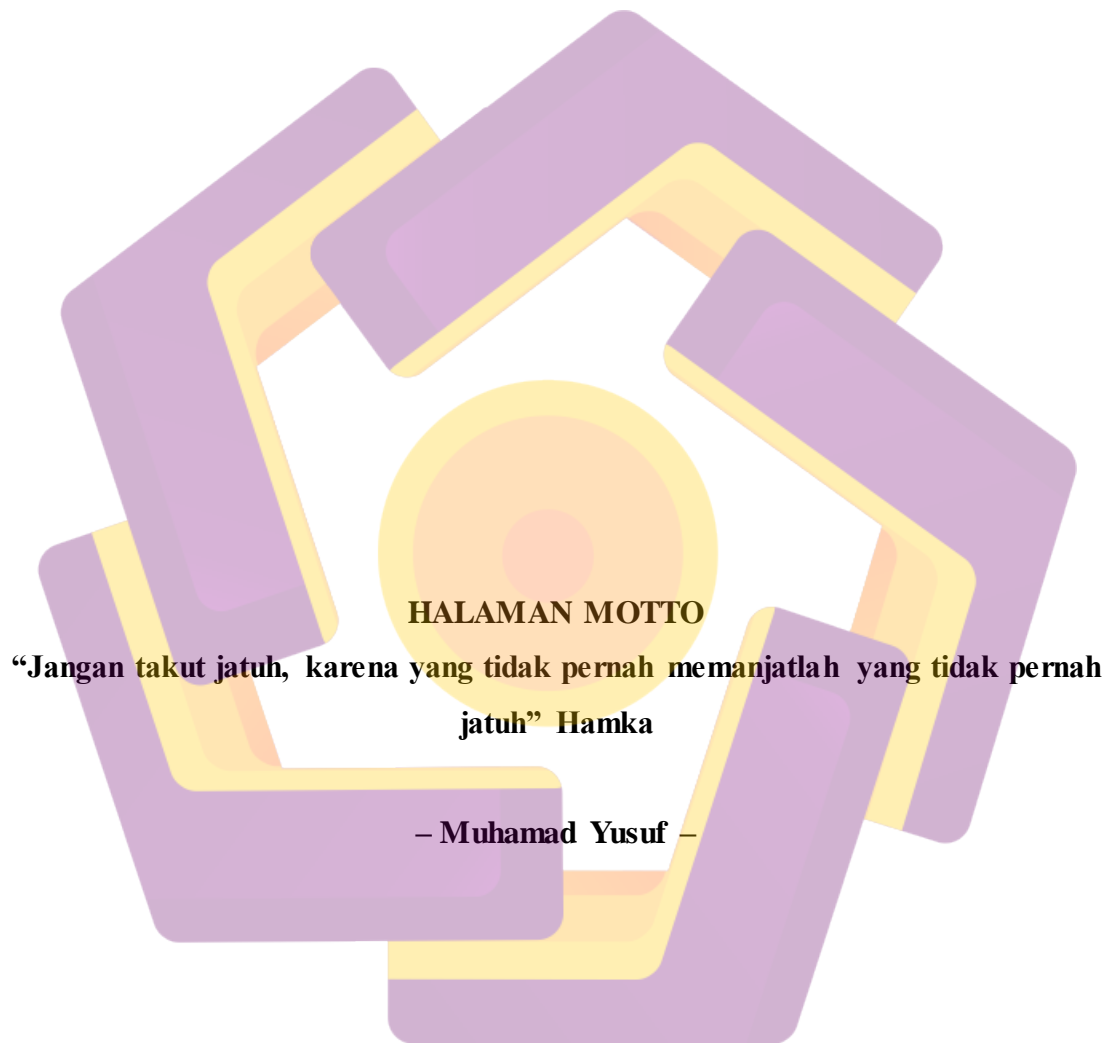 HALAMAN MOTTO
“Jangan takut jatuh, karena yang tidak pernah memanjatlah yang tidak pernah
jatuh” Hamka
– Muhamad Yusuf –